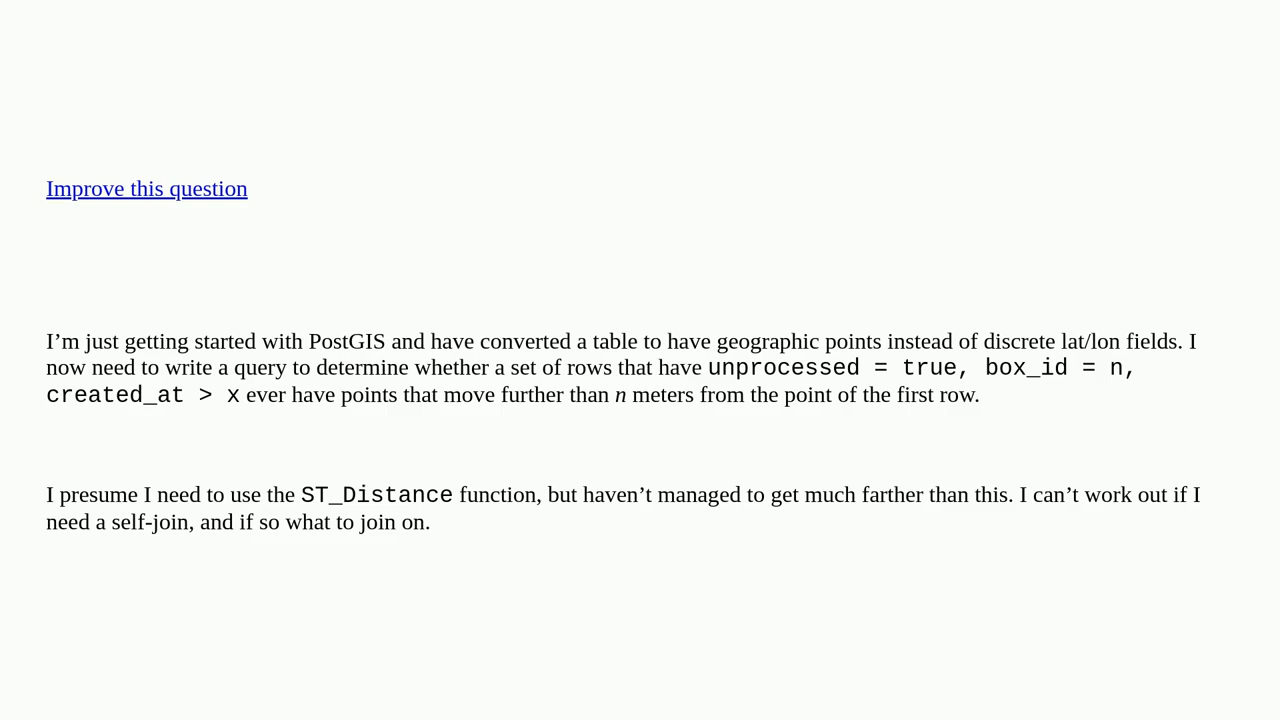 Improve this question
I’m just getting started with PostGIS and have converted a table to have geographic points instead of discrete lat/lon fields. I
now need to write a query to determine whether a set of rows that have unprocessed = true, box_id = n,
created_at > x ever have points that move further than n meters from the point of the first row.
I presume I need to use the ST_Distance function, but haven’t managed to get much farther than this. I can’t work out if I
need a self-join, and if so what to join on.